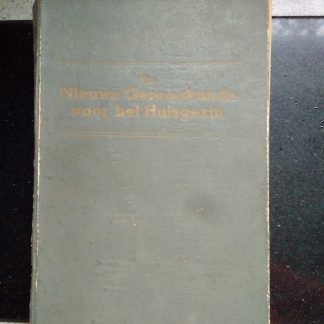 De
Nieuwe Geneeskunde
voor het Huisgezin